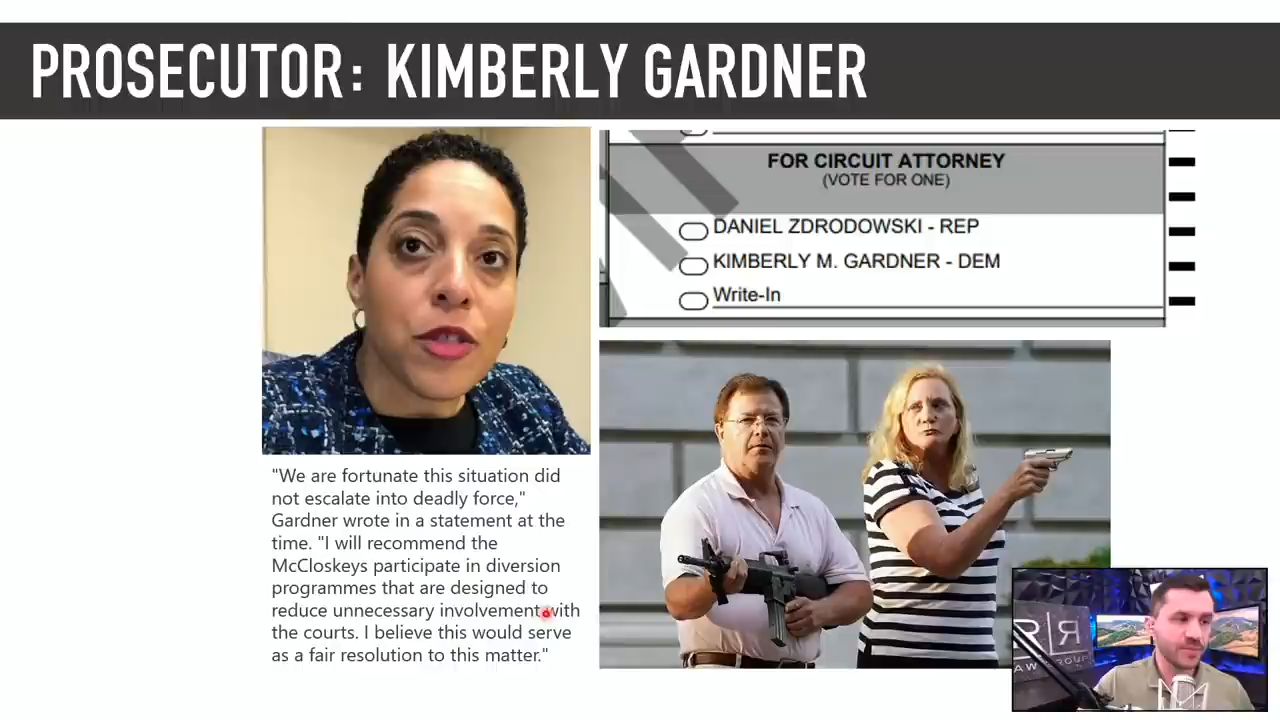 PROSECUTOR: KIMBERLY GARDNER
FOR CIRCUIT ATTORNEY
(VOTE FOR ONE)
DANIEL ZDRODOWSKI - REP
KIMBERLY M. GARDNER - DEM
Write-In
"We are fortunate this situation did
not escalate into deadly force,"
Gardner wrote in a statement at the
time. "I will recommend the
McCloskeys participate in diversion
programmes that are designed to
reduce unnecessary involvement with
the courts. I believe this would serve
as a fair resolution to this matter."